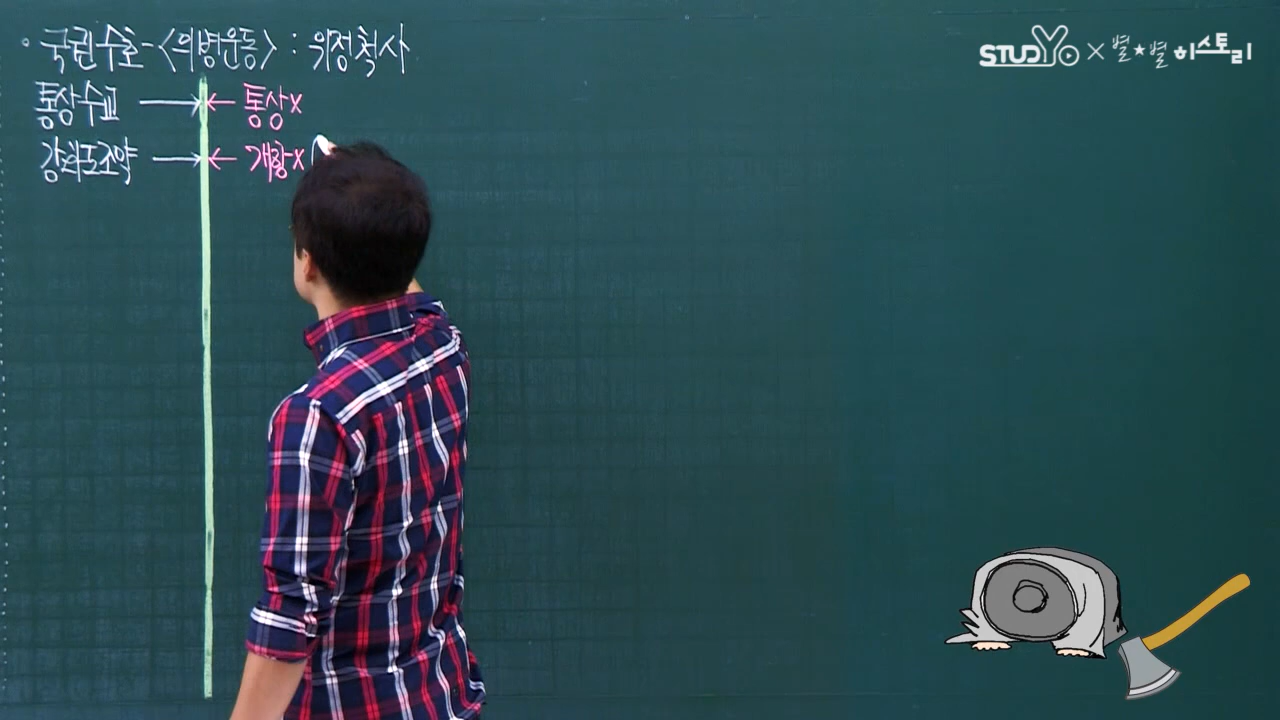 · 국권수호-<의병운동> : 위정척사
STUDYO × 별★별 히스토리
통상수교 → ← 통상x
강화도조약 → ← 개항x